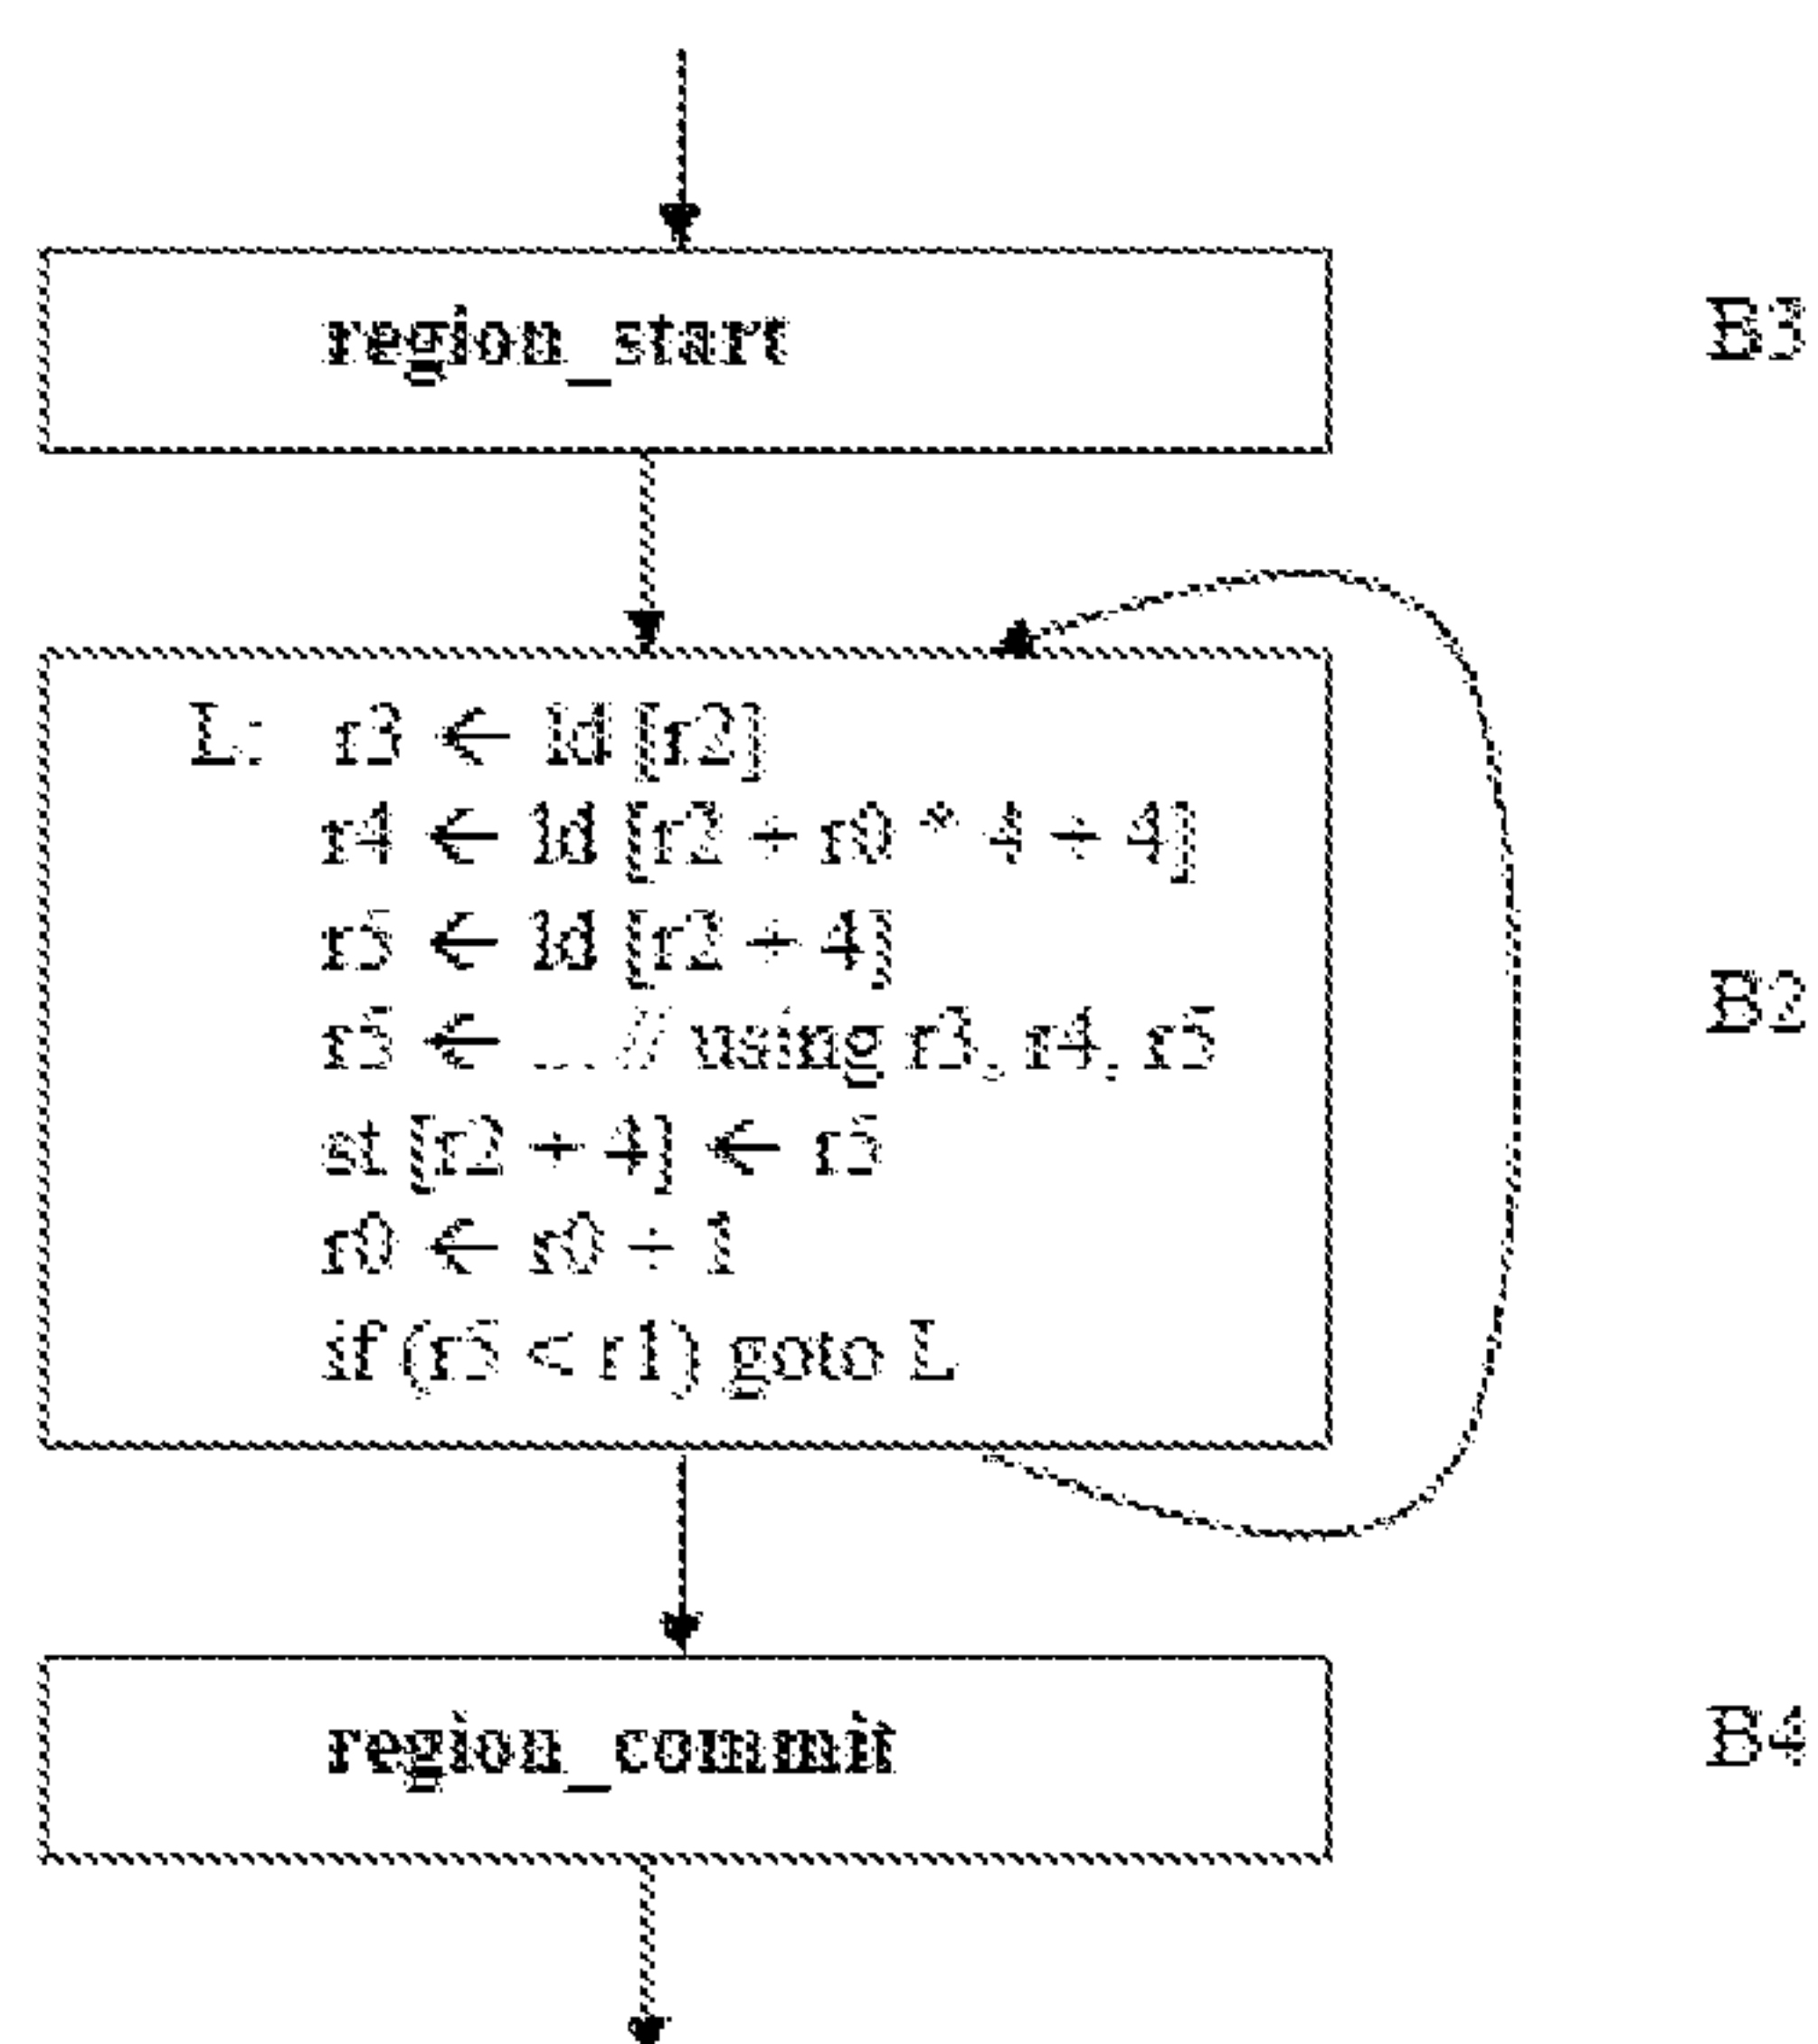 region_start
B3
L: r3 ← ld [r2]
r4 ← ld [r2 + r0 * 4 + 4]
r5 ← ld [r2 + 4]
r5 ← ... // using r3, r4, r5
B2
st [r2 + 4] ← r5
r0 ← r0 + 1
if (r5 < r1) goto L
region_commit
B4